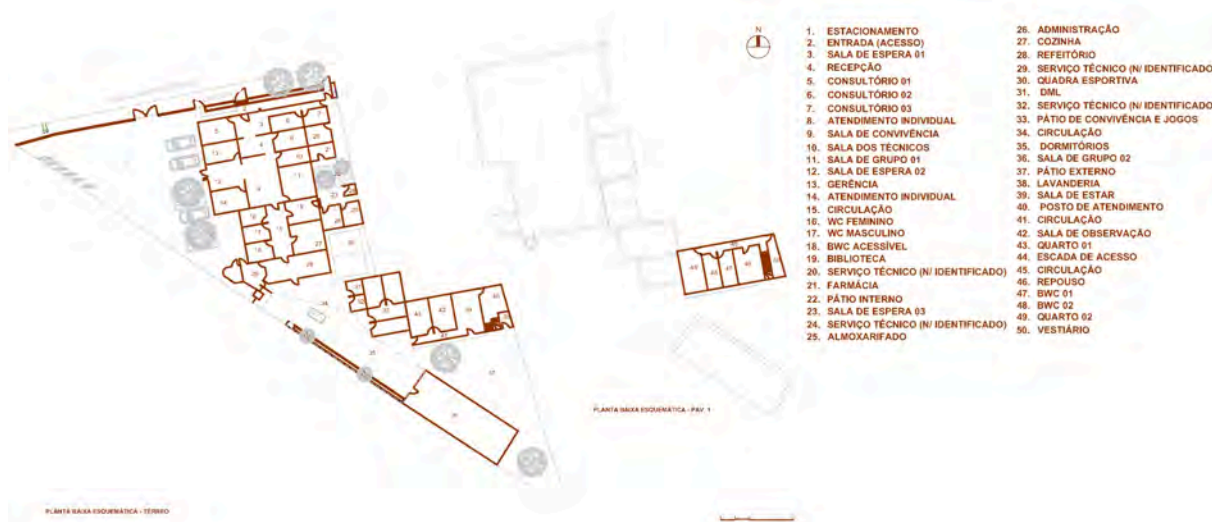 N
1. ESTACIONAMENTO
2. ENTRADA (ACESSO)
3. SALA DE ESPERA 01
4. RECEPÇÃO
5. CONSULTÓRIO 01
6. CONSULTÓRIO 02
7. CONSULTÓRIO 03
8. ATENDIMENTO INDIVIDUAL
9. SALA DE CONVIVÊNCIA
10. SALA DOS TÉCNICOS
11. SALA DE GRUPO 01
12. SALA DE ESPERA 02
13. GERÊNCIA
14. ATENDIMENTO INDIVIDUAL
15. CIRCULAÇÃO
16. WC FEMININO
17. WC MASCULINO
18. BWC ACESSÍVEL
19. BIBLIOTECA
20. SERVIÇO TÉCNICO (N/ IDENTIFICADO)
21. FARMÁCIA
22. PÁTIO INTERNO
23. SALA DE ESPERA 03
24. SERVIÇO TÉCNICO (N/ IDENTIFICADO)
25. ALMOXARIFADO
26. ADMINISTRAÇÃO
27. COZINHA
28. REFEITÓRIO
29. SERVIÇO TÉCNICO (N/ IDENTIFICADO
30. QUADRA ESPORTIVA
31. DML
32. SERVIÇO TÉCNICO (N/ IDENTIFICADO
33. PÁTIO DE CONVIVÊNCIA E JOGOS
34. CIRCULAÇÃO
35. DORMITÓRIOS
36. SALA DE GRUPO 02
37. PÁTIO EXTERNO
38. LAVANDERIA
39. SALA DE ESTAR
40. POSTO DE ATENDIMENTO
41. CIRCULAÇÃO
42. SALA DE OBSERVAÇÃO
43. QUARTO 01
44. ESCADA DE ACESSO
45. CIRCULAÇÃO
46. REPOUSO
47. BWC 01
48. BWC 02
49. QUARTO 02
50. VESTIÁRIO
PLANTA BAIXA ESQUEMÁTICA - PAV. 1
PLANTA BAIXA ESQUEMÁTICA - TÉRREO